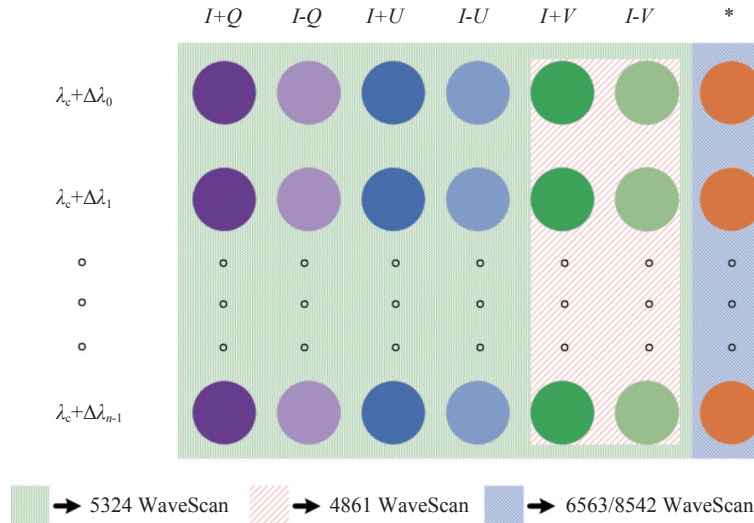 I+Q I-Q I+U I-U I+V I-V *
λc+Δλ0
λc+Δλ1
λc+Δλn-1
5324 WaveScan 4861 WaveScan 6563/8542 WaveScan